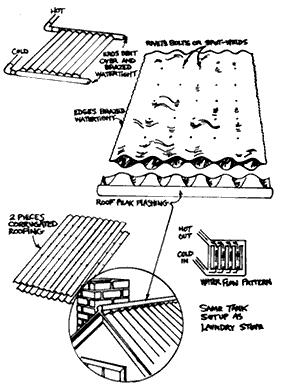 HOT
COLD
ENDS BENT
OVER AND
BRAZED
WATERTIGHT
RIVETS BOLTS OR SPOT-WELDS
EDGES BRAZED
WATERTIGHT
ROOF PEAK FLASHING
2 PIECES
CORRUGATED
ROOFING
HOT
OUT
COLD
IN
WATER FLOW PATTERN
SAME TANK
SETUP AS
LAUNDRY STOVE